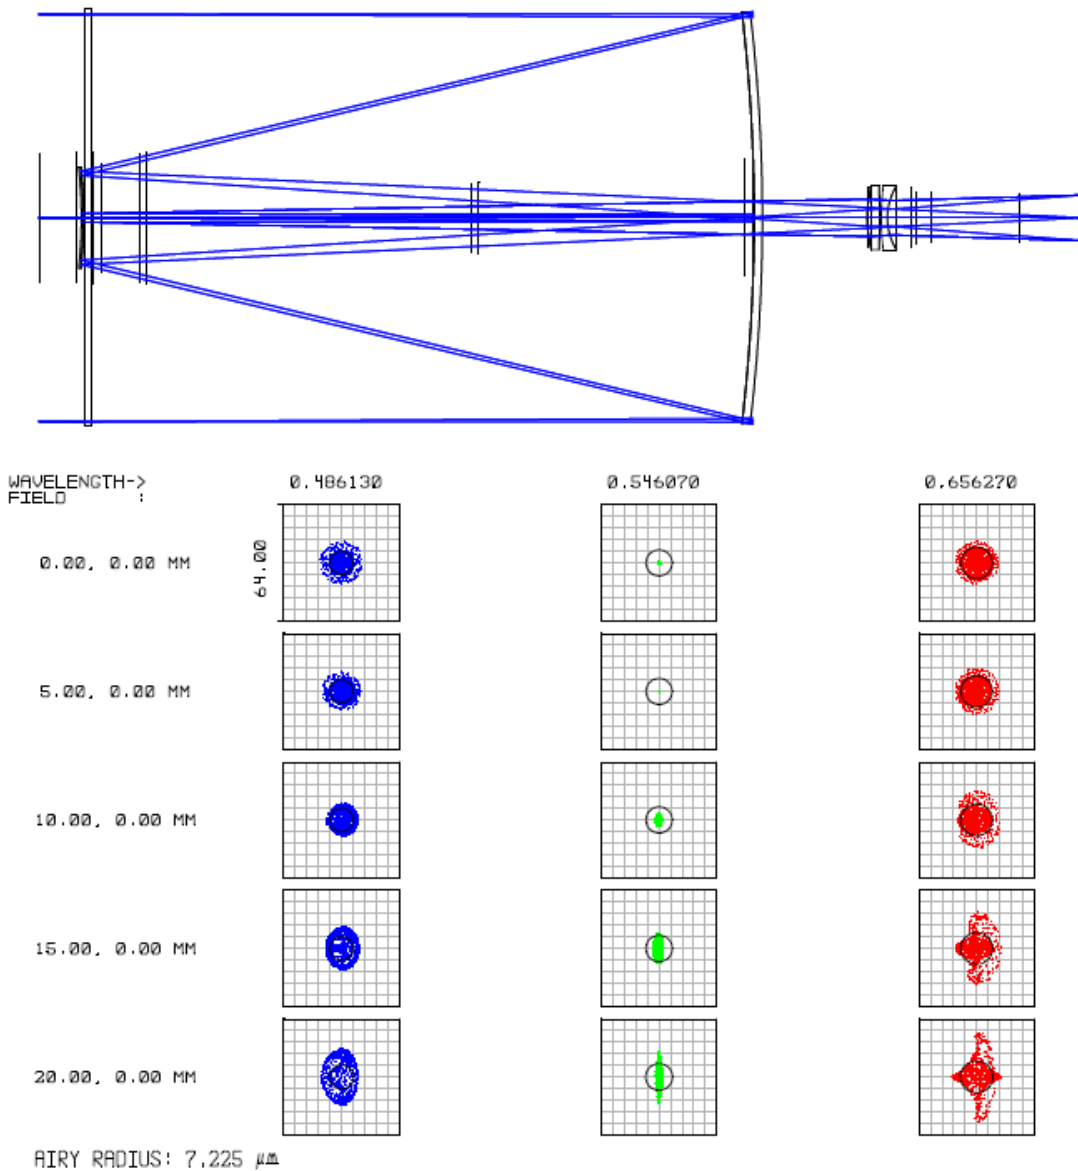 WAVELENGTH-> 0.486130 0.546070 0.656270
FIELD :
0.00, 0.00 MM 64.00
5.00, 0.00 MM
10.00, 0.00 MM
15.00, 0.00 MM
20.00, 0.00 MM
AIRY RADIUS: 7.225 µm